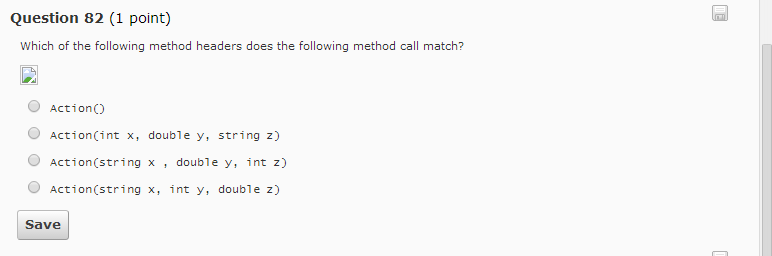 Question 82 (1 point)
Which of the following method headers does the following method call match?
Action()
Action(int x, double y, string z)
Action(string x , double y, int z)
Action(string x, int y, double z)
Save